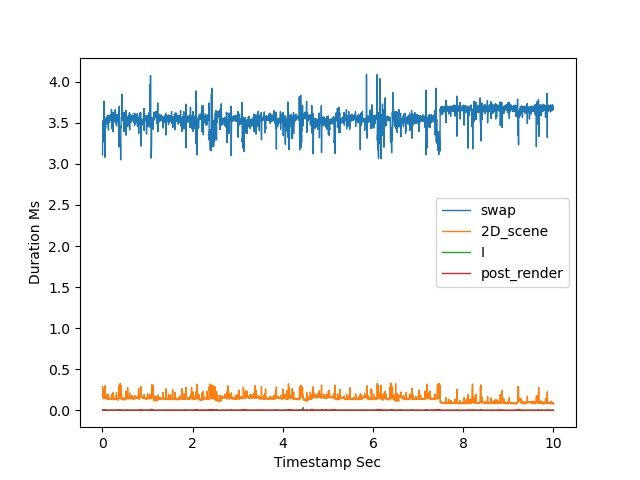 4.0
3.5
3.0
2.5
2.0
1.5
1.0
0.5
0.0
Duration Ms
swap
2D_scene
I
post_render
0 2 4 6 8 10
Timestamp Sec